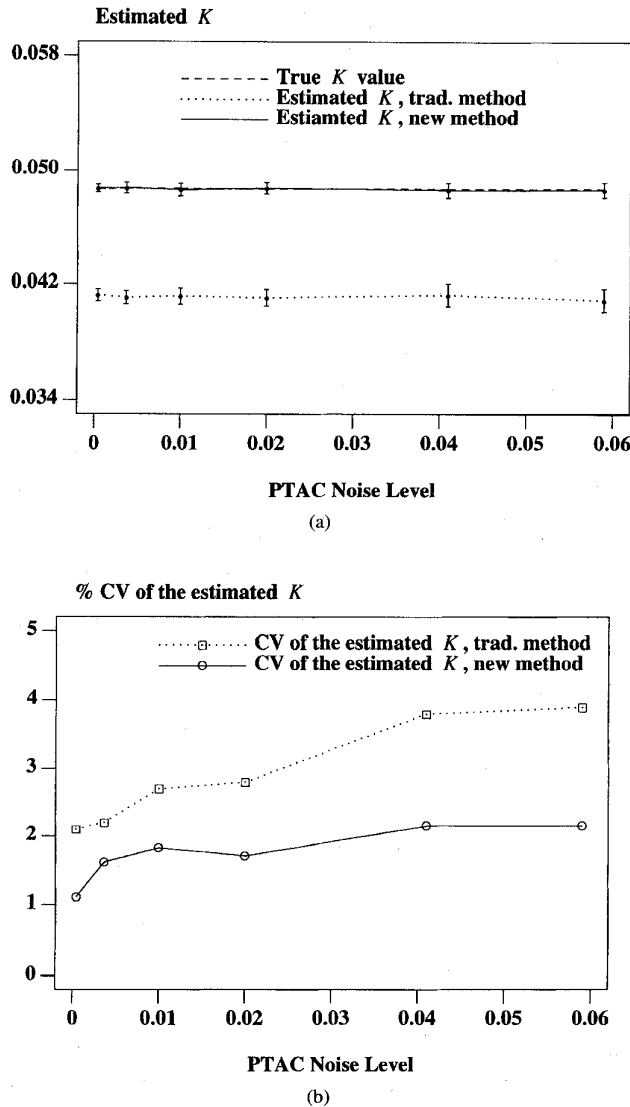 Estimated K
0.058
0.050
0.042
0.034
True K value
Estimated K, trad. method
Estiamted K, new method
0 0.01 0.02 0.03 0.04 0.05 0.06
PTAC Noise Level
(a)
% CV of the estimated K
5
4
3
2
1
0
CV of the estimated K, trad. method
CV of the estimated K, new method
0 0.01 0.02 0.03 0.04 0.05 0.06
PTAC Noise Level
(b)